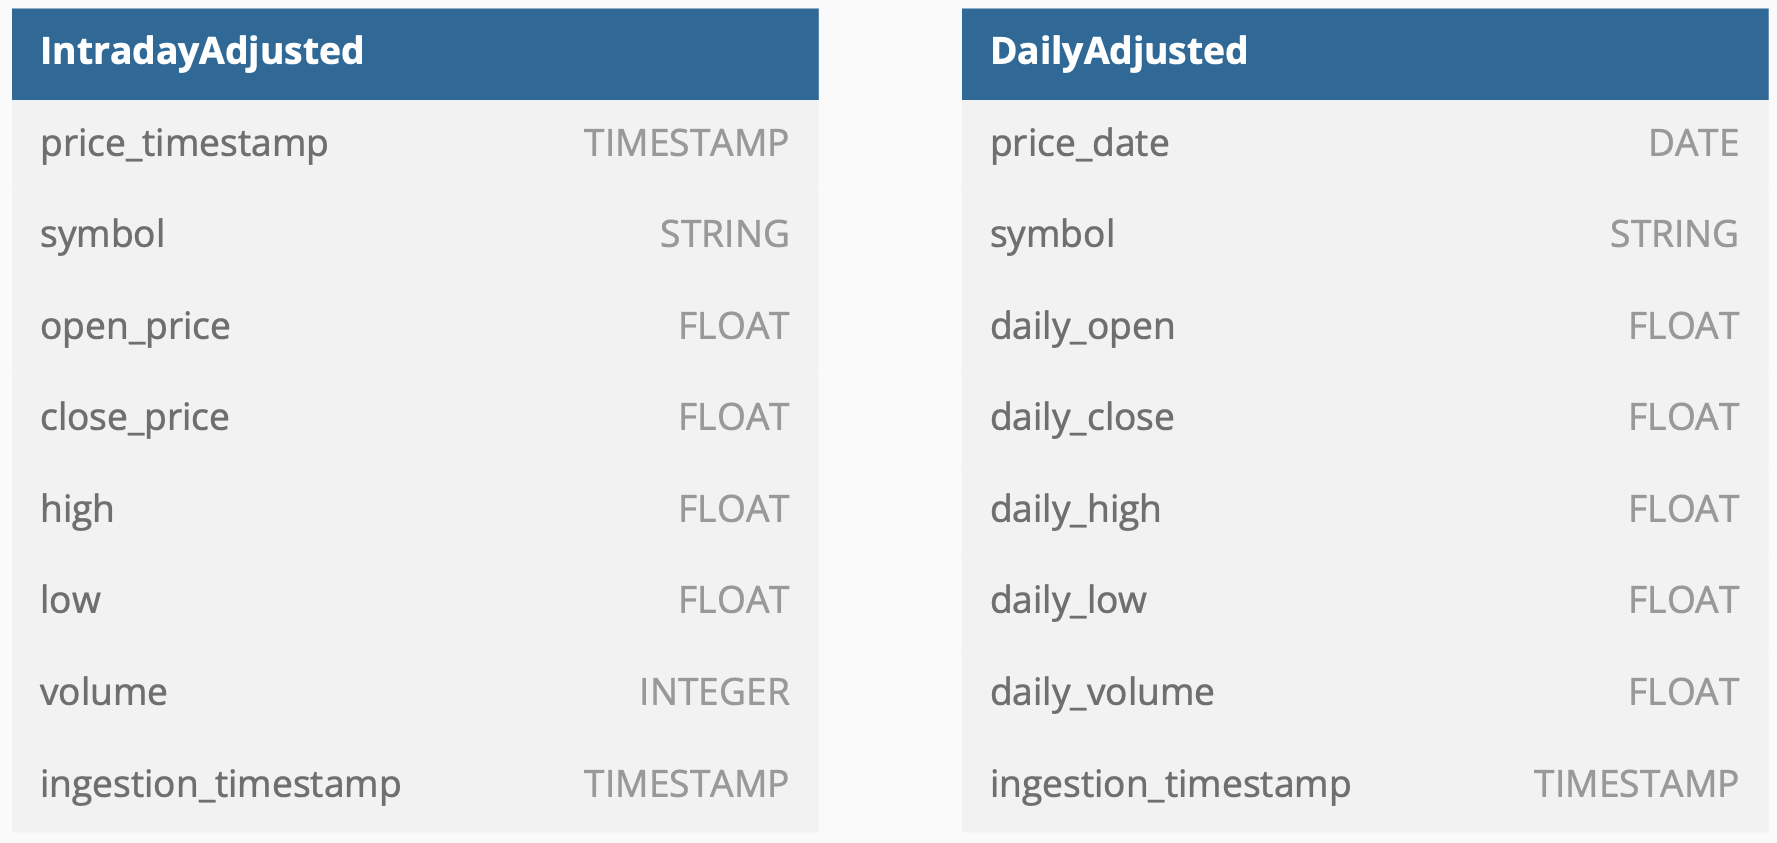 IntradayAdjusted
price_timestamp TIMESTAMP
symbol STRING
open_price FLOAT
close_price FLOAT
high FLOAT
low FLOAT
volume INTEGER
ingestion_timestamp TIMESTAMP
DailyAdjusted
price_date DATE
symbol STRING
daily_open FLOAT
daily_close FLOAT
daily_high FLOAT
daily_low FLOAT
daily_volume FLOAT
ingestion_timestamp TIMESTAMP